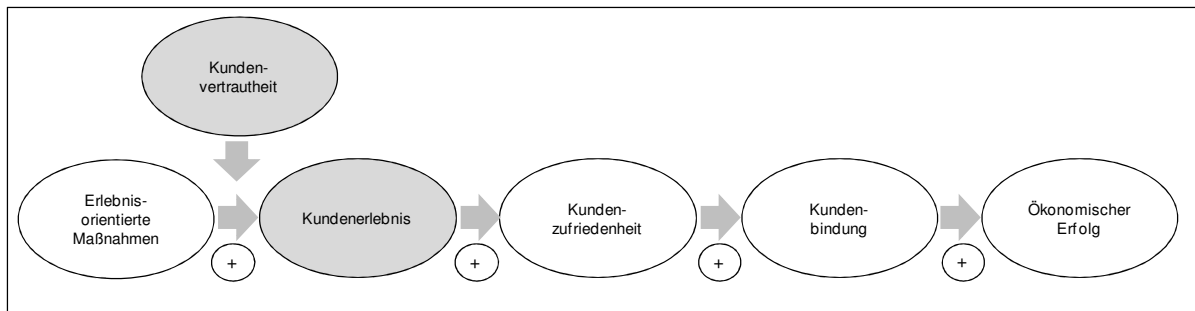 Kunden-
vertrautheit
Erlebnis-
orientierte
Maßnahmen
Kundenerlebnis
Kunden-
zufriedenheit
Kunden-
bindung
Ökonomischer
Erfolg
+
+
+
+